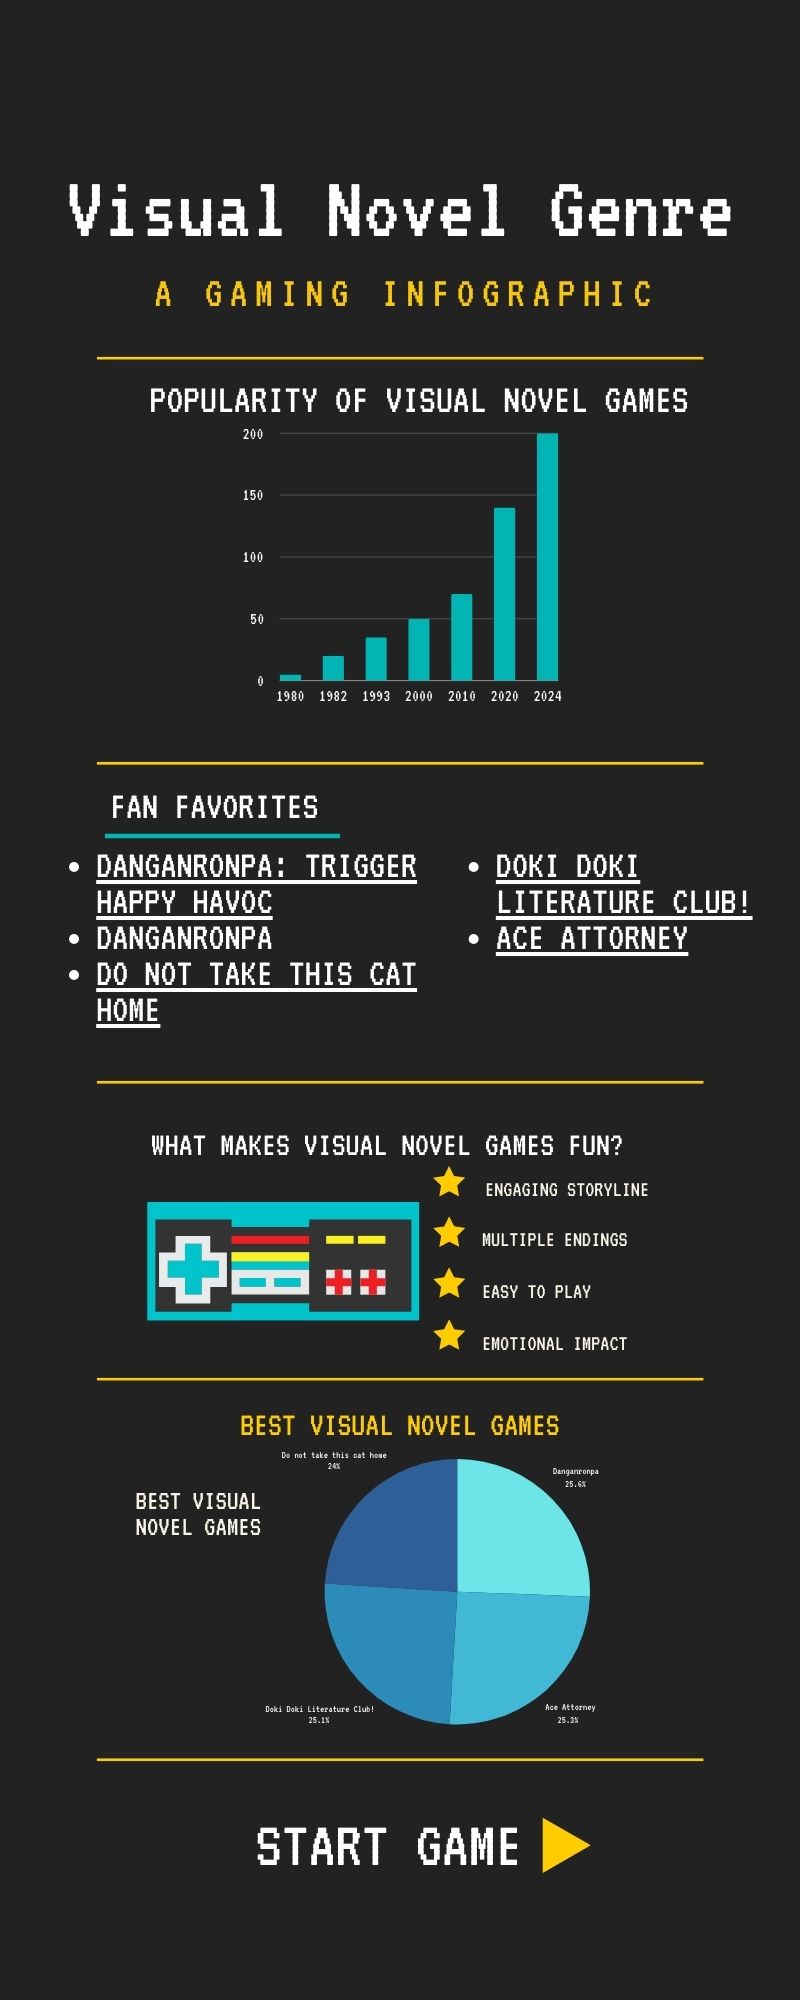 Visual Novel Genre
A GAMING INFOGRAPHIC
POPULARITY OF VISUAL NOVEL GAMES
200
150
100
50
0
1980 1982 1993 2000 2010 2020 2024
FAN FAVORITES
• DANGANRONPA: TRIGGER
HAPPY HAVOC
• DANGANRONPA
• DO NOT TAKE THIS CAT
HOME
• DOKI DOKI
LITERATURE CLUB!
• ACE ATTORNEY
WHAT MAKES VISUAL NOVEL GAMES FUN?
ENGAGING STORYLINE
MULTIPLE ENDINGS
EASY TO PLAY
EMOTIONAL IMPACT
BEST VISUAL NOVEL GAMES
BEST VISUAL
NOVEL GAMES
Do not take this cat home
24%
Danganronpa
25.6%
Doki Doki Literature Club!
25.1%
Ace Attorney
25.3%
START GAME